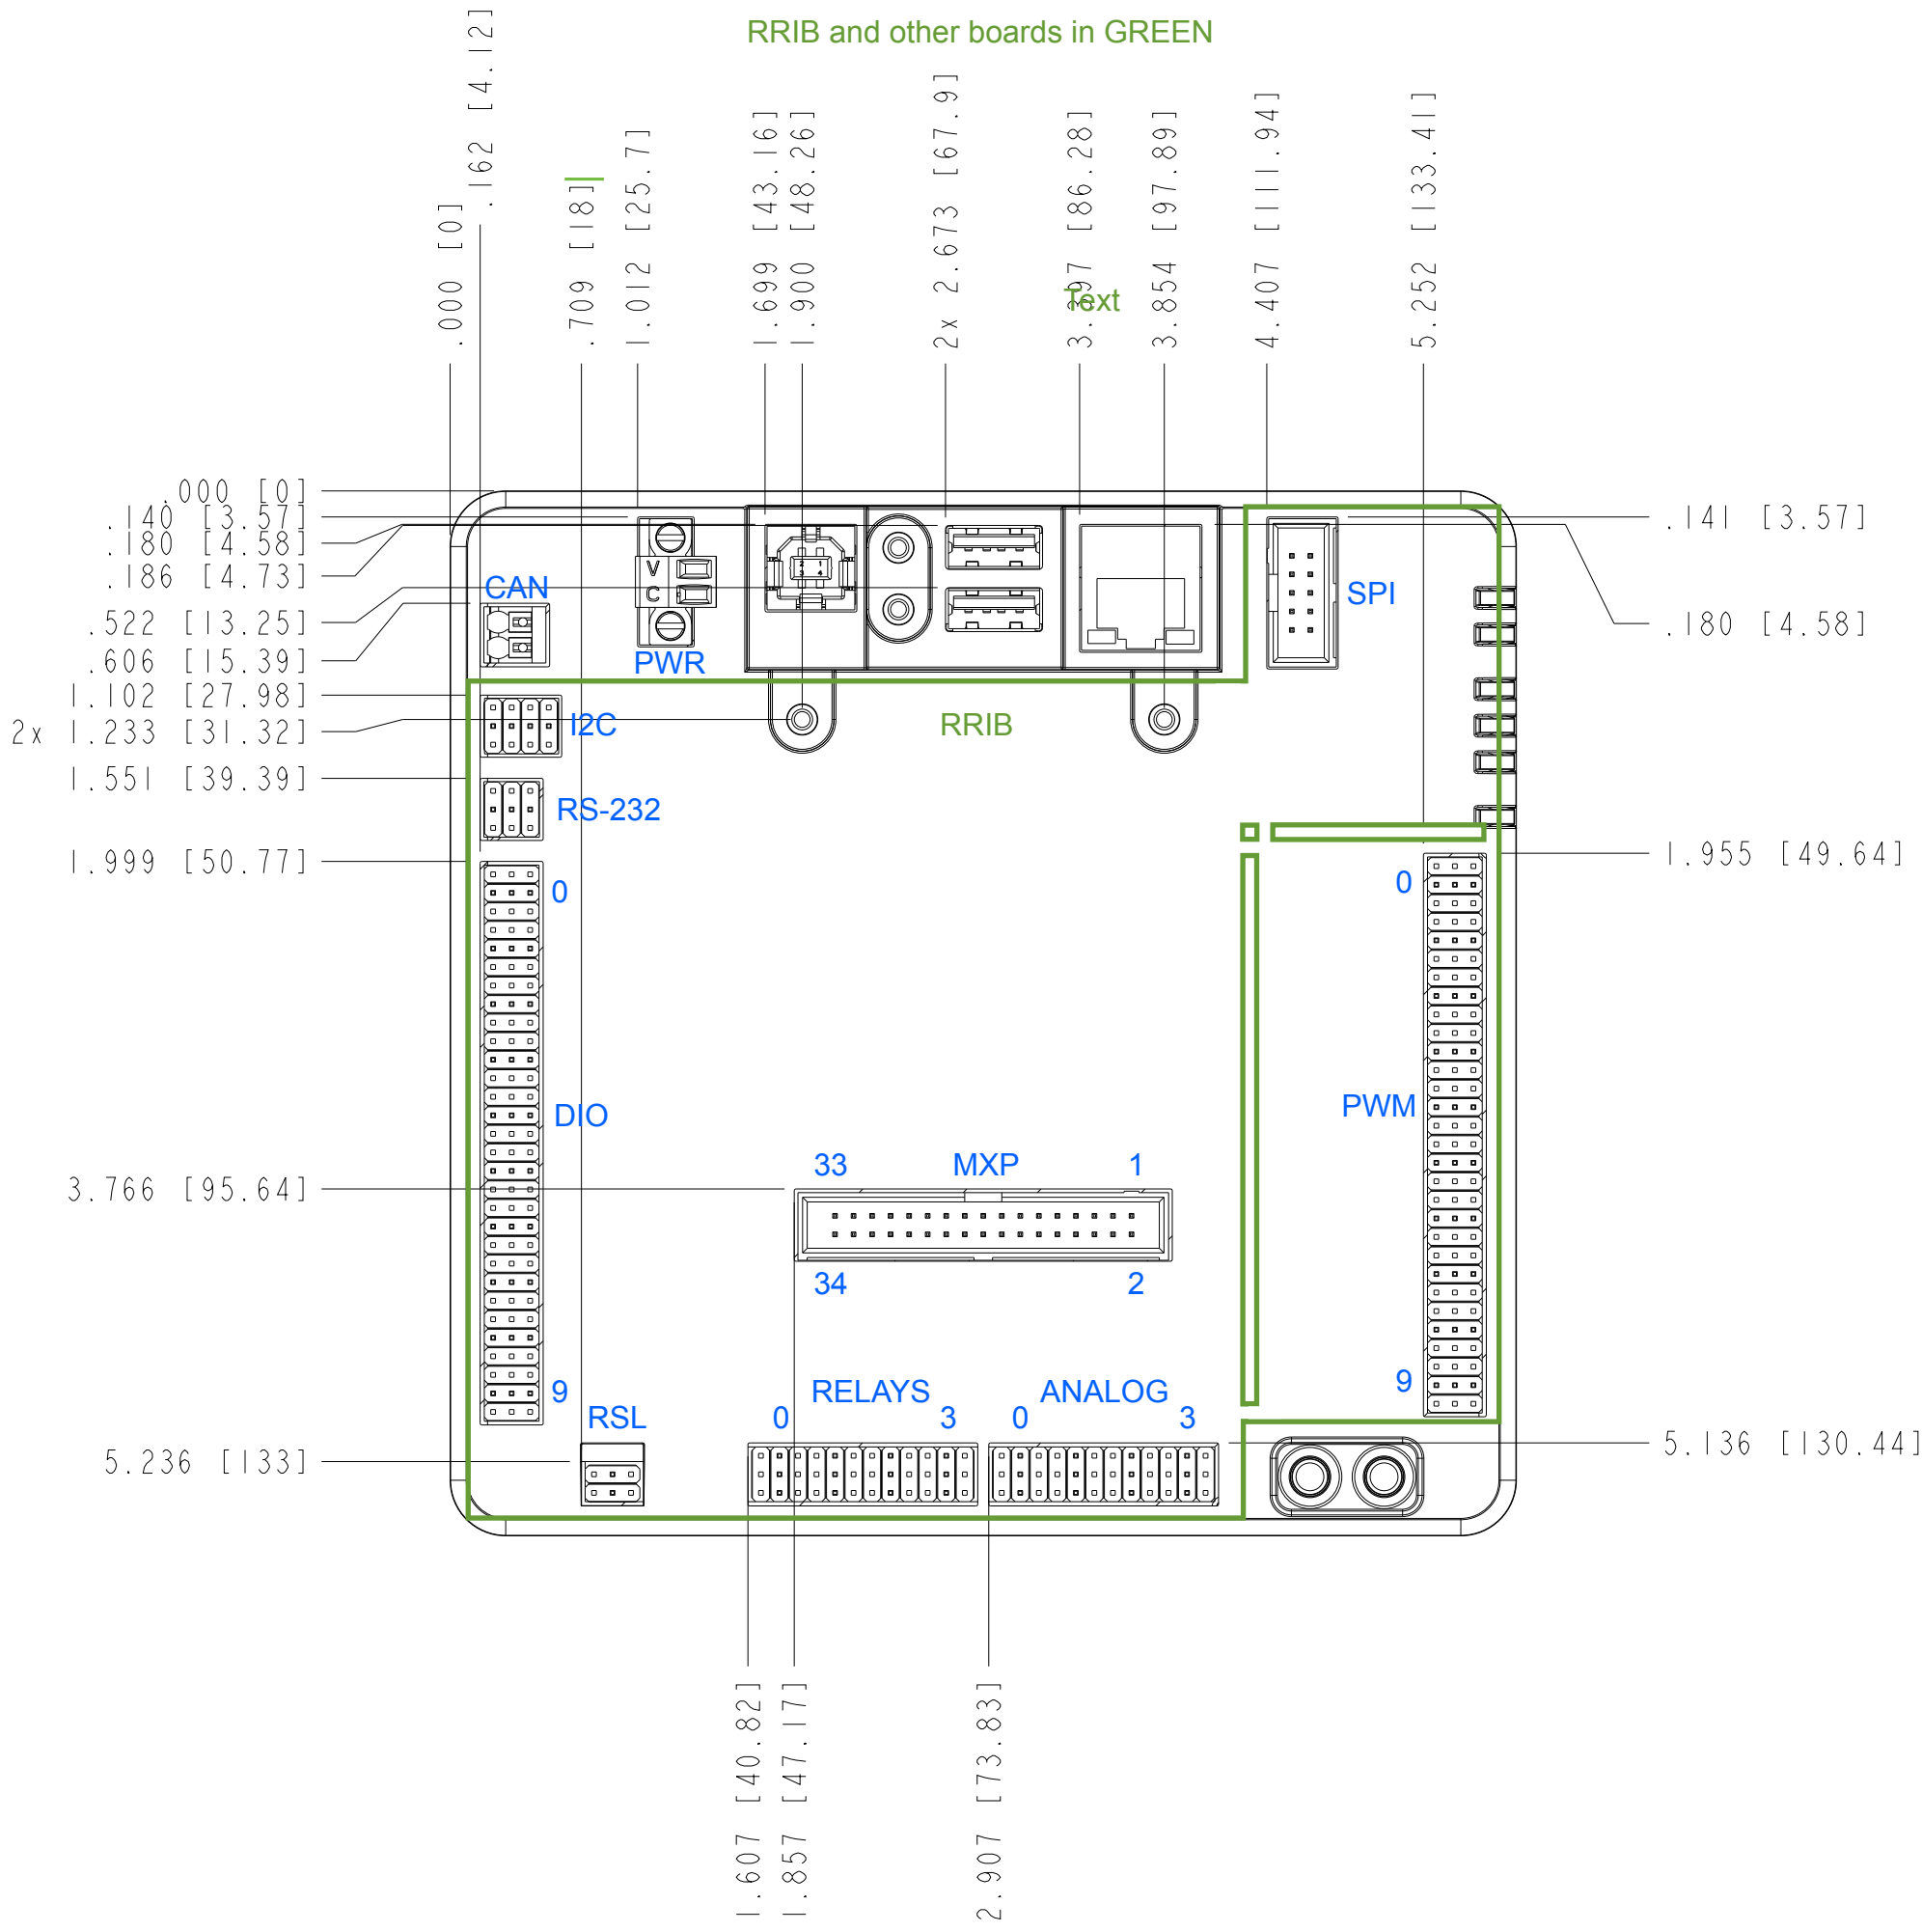 RRIB and other boards in GREEN
.000 [0]
.162 [4.12]
.709 [18]
1.012 [25.7]
1.699 [43.16]
1.900 [48.26]
2x 2.673 [67.9]
[86.28]
Text
3.854 [97.89]
4.407 [111.94]
5.252 [133.41]
.000 [0]
.140 [3.57]
.180 [4.58]
.186 [4.73]
.522 [13.25]
.606 [15.39]
1.102 [27.98]
2x 1.233 [31.32]
1.551 [39.39]
1.999 [50.77]
3.766 [95.64]
5.236 [133]
.141 [3.57]
.180 [4.58]
1.955 [49.64]
5.136 [130.44]
CAN
V
C
PWR
2 1
3 4
SPI
I2C
RRIB
RS-232
0
0
DIO
PWM
33 MXP 1
34 2
9
9
RSL
RELAYS
0 3
ANALOG
0 3
1.607 [40.82]
1.857 [47.17]
2.907 [73.83]